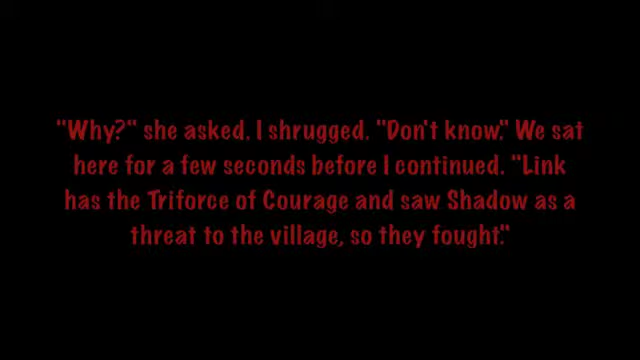 "Why?" she asked. I shrugged. "Don't know." We sat
here for a few seconds before I continued. "Link
has the Triforce of Courage and saw Shadow as a
threat to the village, so they fought."